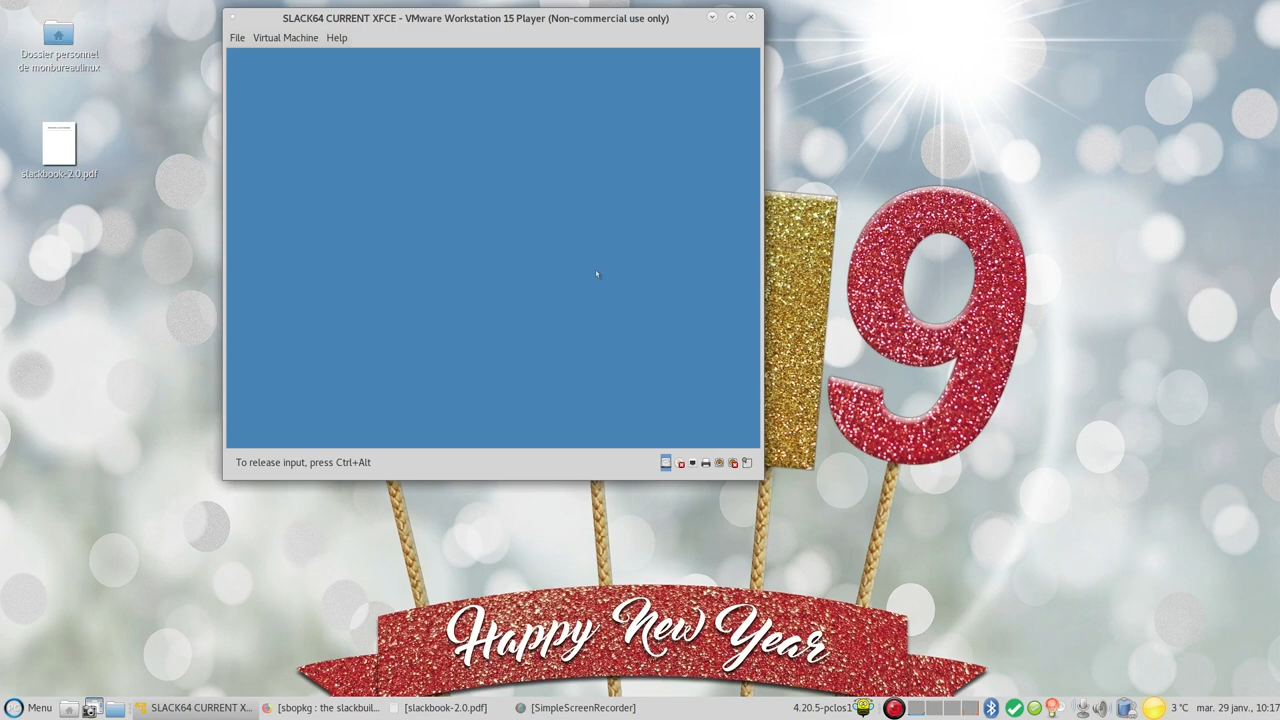 SLACK64 CURRENT XFCE - VMware Workstation 15 Player (Non-commercial use only)
File Virtual Machine Help
Dossier personnel
de monbureaulinux
slackbook-2.0.pdf
19
To release input, press Ctrl+Alt
Happy New Year
Menu
SLACK64 CURRENT X...
[sbopkg : the slackbuil...
[slackbook-2.0.pdf]
[SimpleScreenRecorder]
4.20.5-pclos1
3°C
mar. 29 janv., 10:17